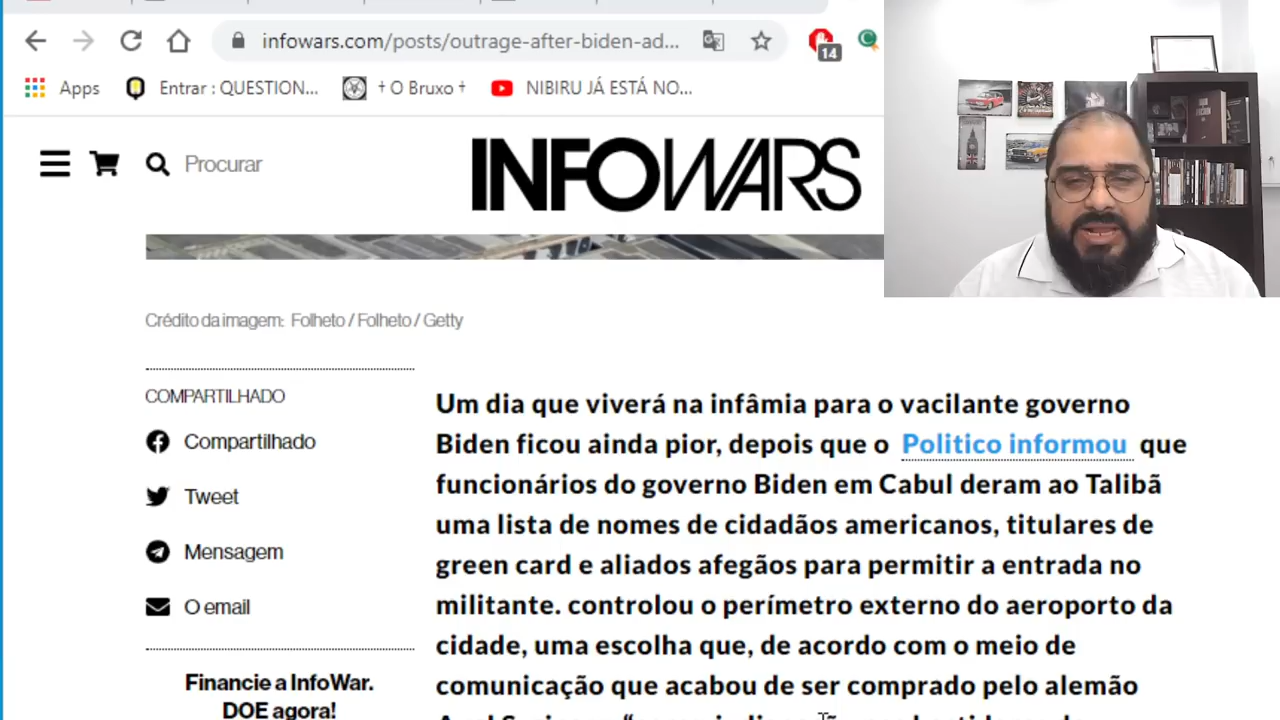 infowars.com/posts/outrage-after-biden-ad...
14
Apps
Entrar : QUESTION...
† O Bruxo †
NIBIRU JÁ ESTÁ NO...
Procurar
INFOWARS
Crédito da imagem: Folheto / Folheto / Getty
COMPARTILHADO
Compartilhado
Tweet
Mensagem
O email
Financie a InfoWar.
DOE agora!
Um dia que viverá na infâmia para o vacilante governo
Biden ficou ainda pior, depois que o Politico informou que
funcionários do governo Biden em Cabul deram ao Talibã
uma lista de nomes de cidadãos americanos, titulares de
green card e aliados afegãos para permitir a entrada no
militante. controlou o perímetro externo do aeroporto da
cidade, uma escolha que, de acordo com o meio de
comunicação que acabou de ser comprado pelo alemão